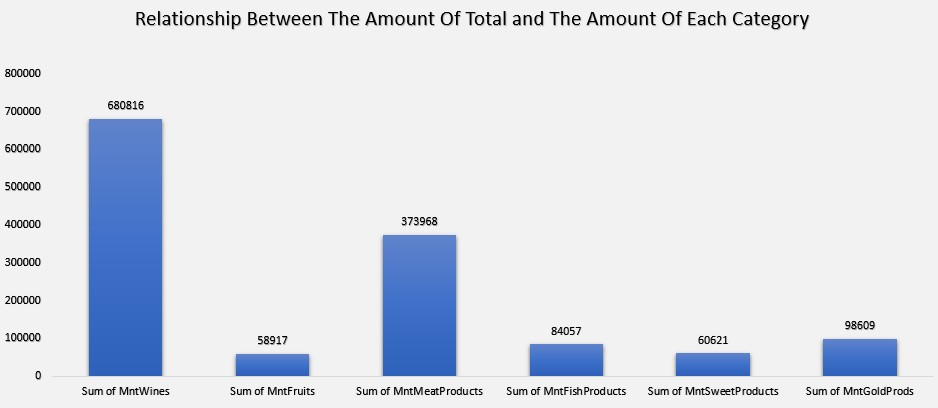 Relationship Between The Amount Of Total and The Amount Of Each Category
800000
700000
600000
500000
400000
300000
200000
100000
0
680816
58917
373968
84057
60621
98609
Sum of MntWines
Sum of MntFruits
Sum of MntMeatProducts
Sum of MntFishProducts
Sum of MntSweetProducts
Sum of MntGoldProds